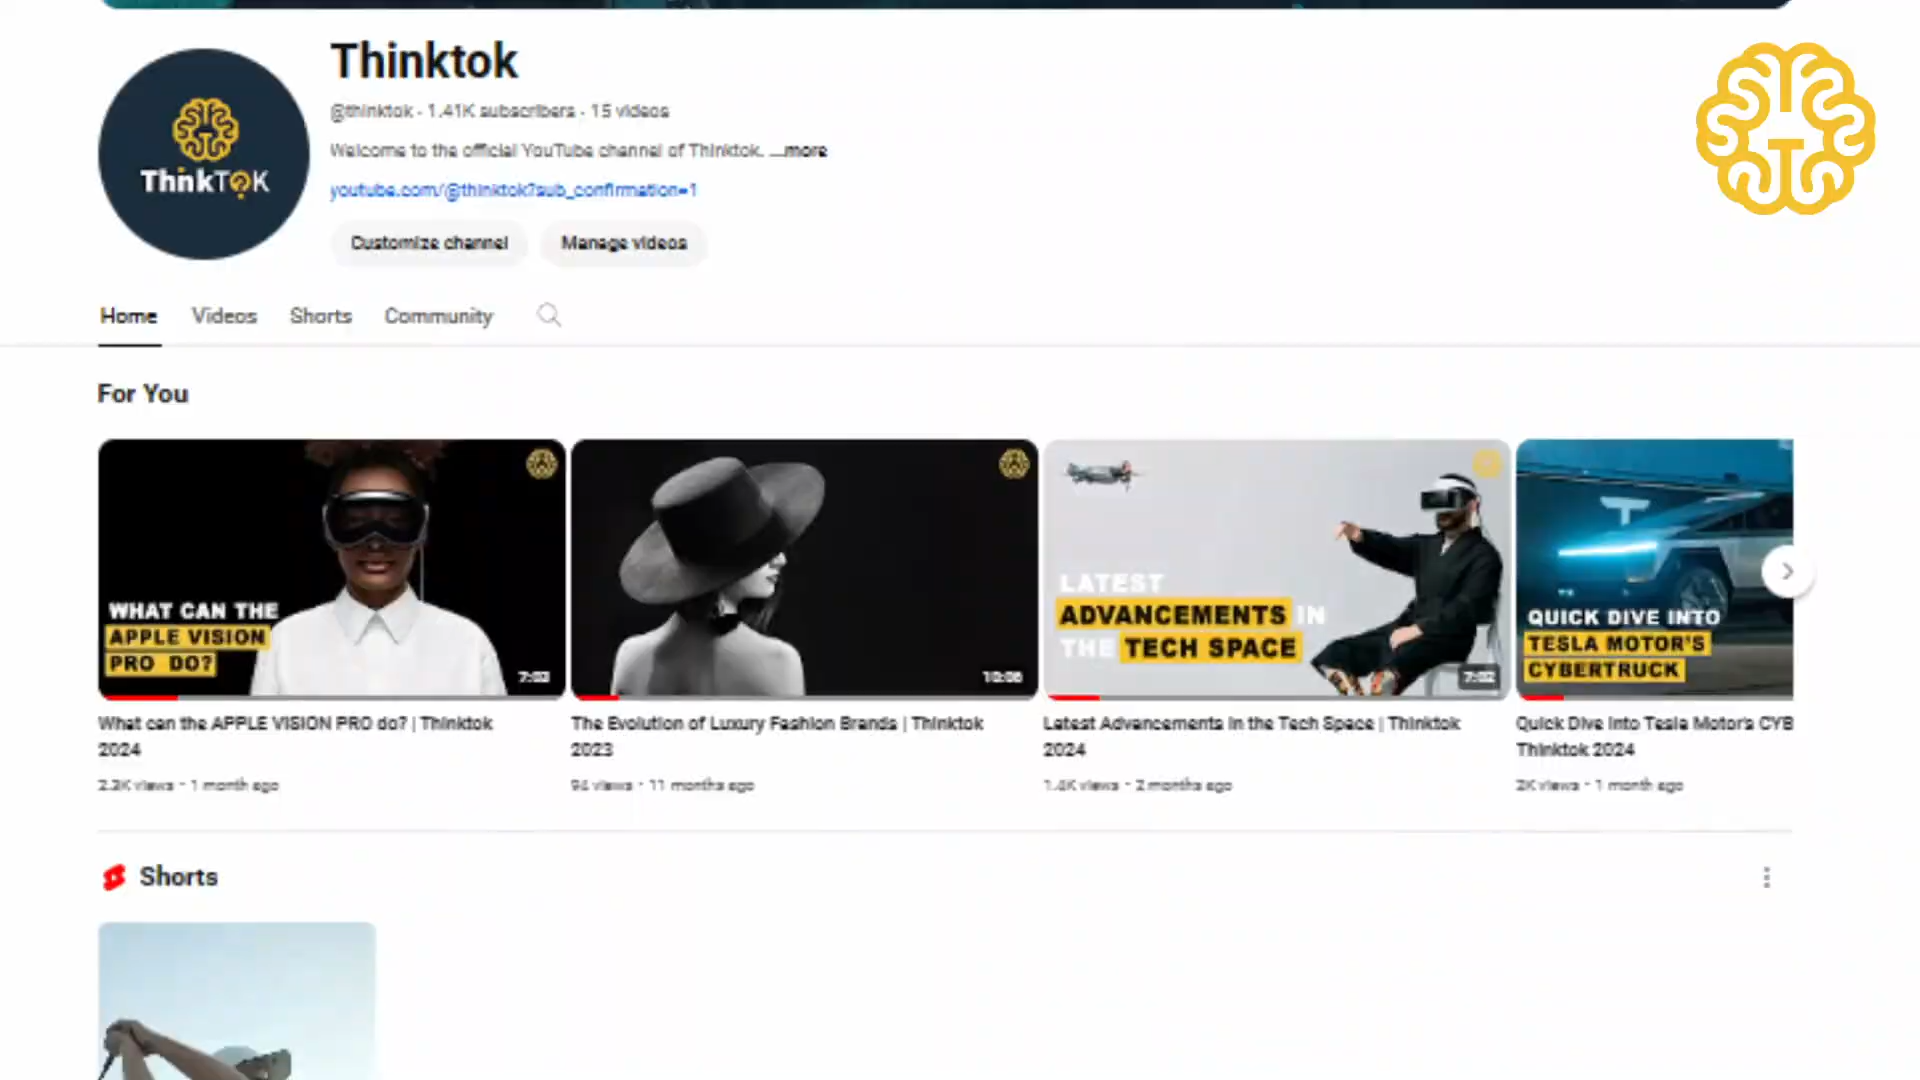 Thinktok
@thinktok · 1.41K subscribers · 15 videos
Welcome to the official YouTube channel of Thinktok. ...more
youtube.com/@thinktok?sub_confirmation=1
Customize channel Manage videos
ThinkTOK
Home Videos Shorts Community
For You
WHAT CAN THE
APPLE VISION
PRO DO?
7:03
10:06
LATEST
ADVANCEMENTS IN
THE TECH SPACE
7:02
QUICK DIVE INTO
TESLA MOTOR'S
CYBERTRUCK
What can the APPLE VISION PRO do? | Thinktok
2024
2.2K views · 1 month ago
The Evolution of Luxury Fashion Brands | Thinktok
2023
94 views · 11 months ago
Latest Advancements in the Tech Space | Thinktok
2024
1.4K views · 2 months ago
Quick Dive into Tesla Motor's CYB
Thinktok 2024
2K views · 1 month ago
Shorts